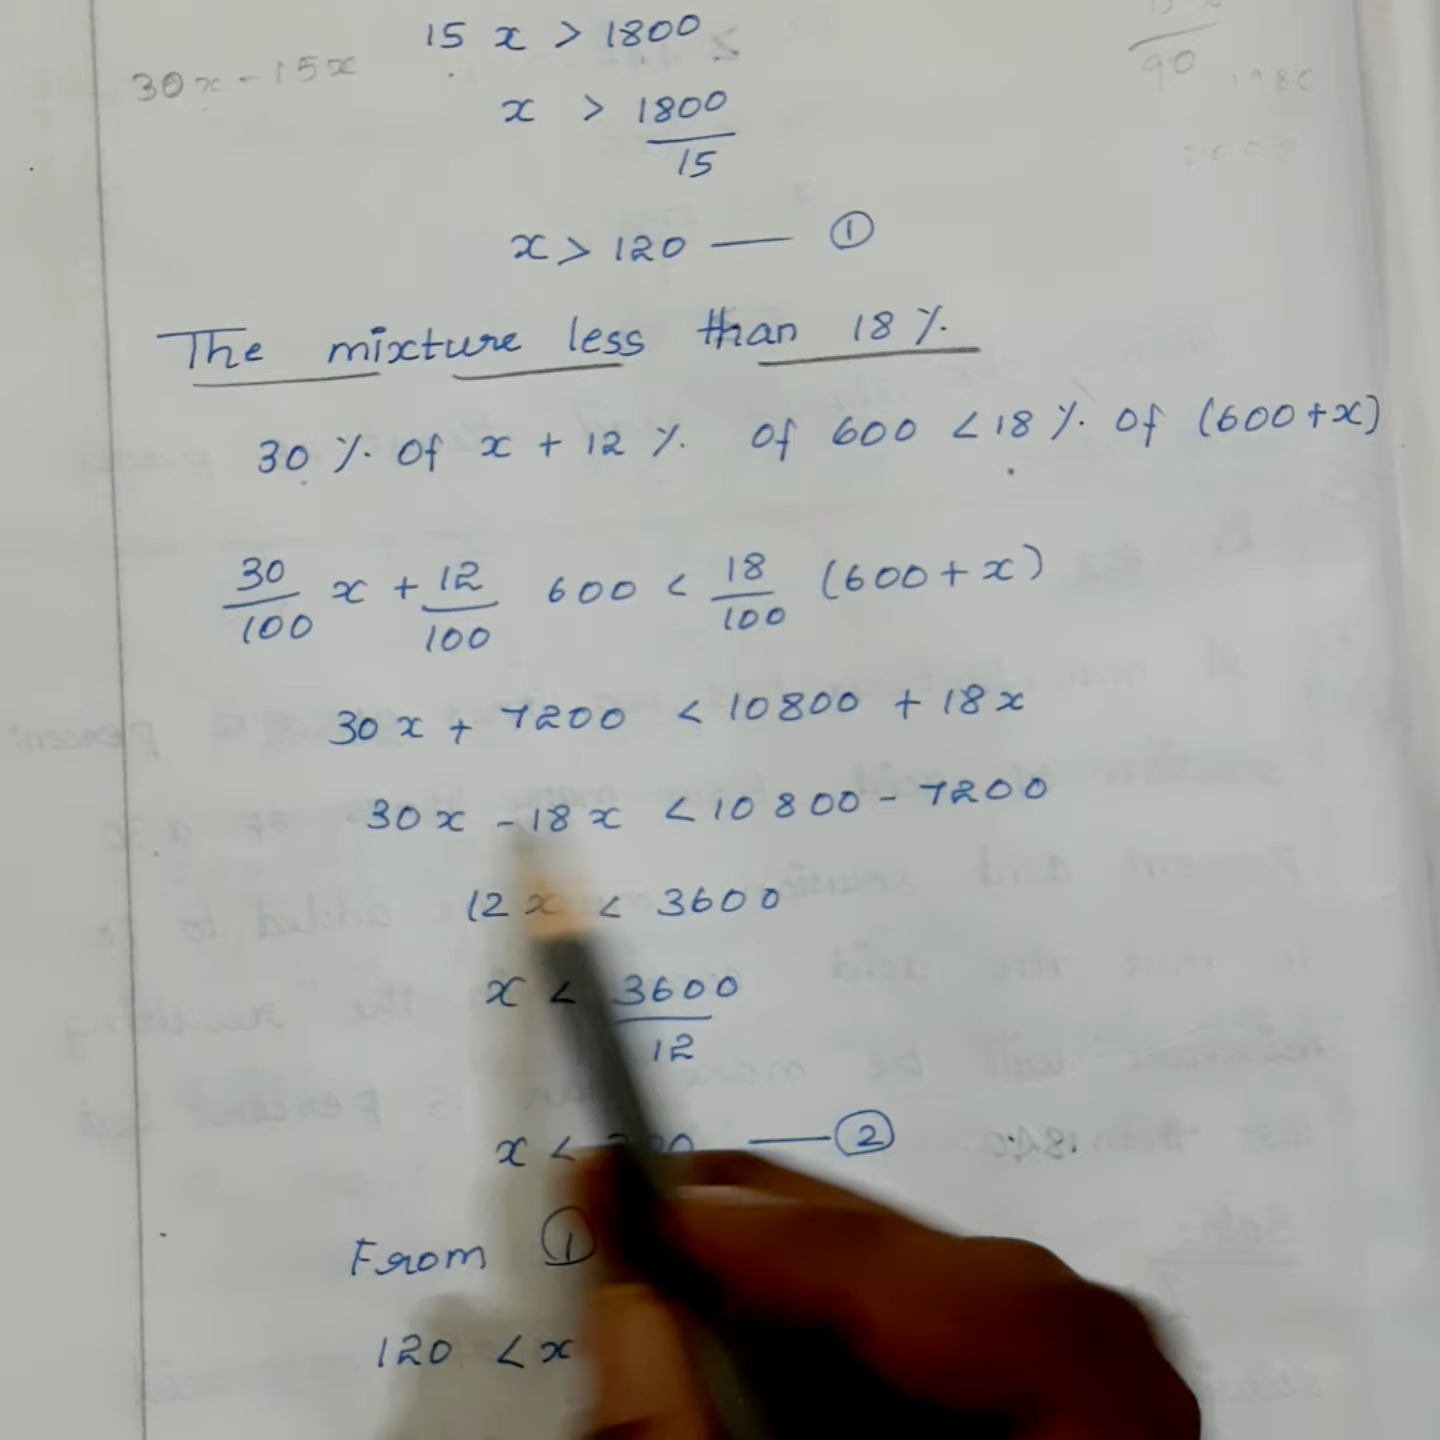 15 x > 1800
30x - 15x
x > 1800
15
x > 120 — ①
The mixture less than 18 %.
30 %. of x + 12 %. of 600 < 18 %. of (600+x)
30/100 x + 12/100 600 < 18/100 (600 + x)
30 x + 7200 < 10800 + 18x
30x - 18x < 10800 - 7200
12x < 3600
x < 3600
12
x < — ②
From ①
120 < x
90